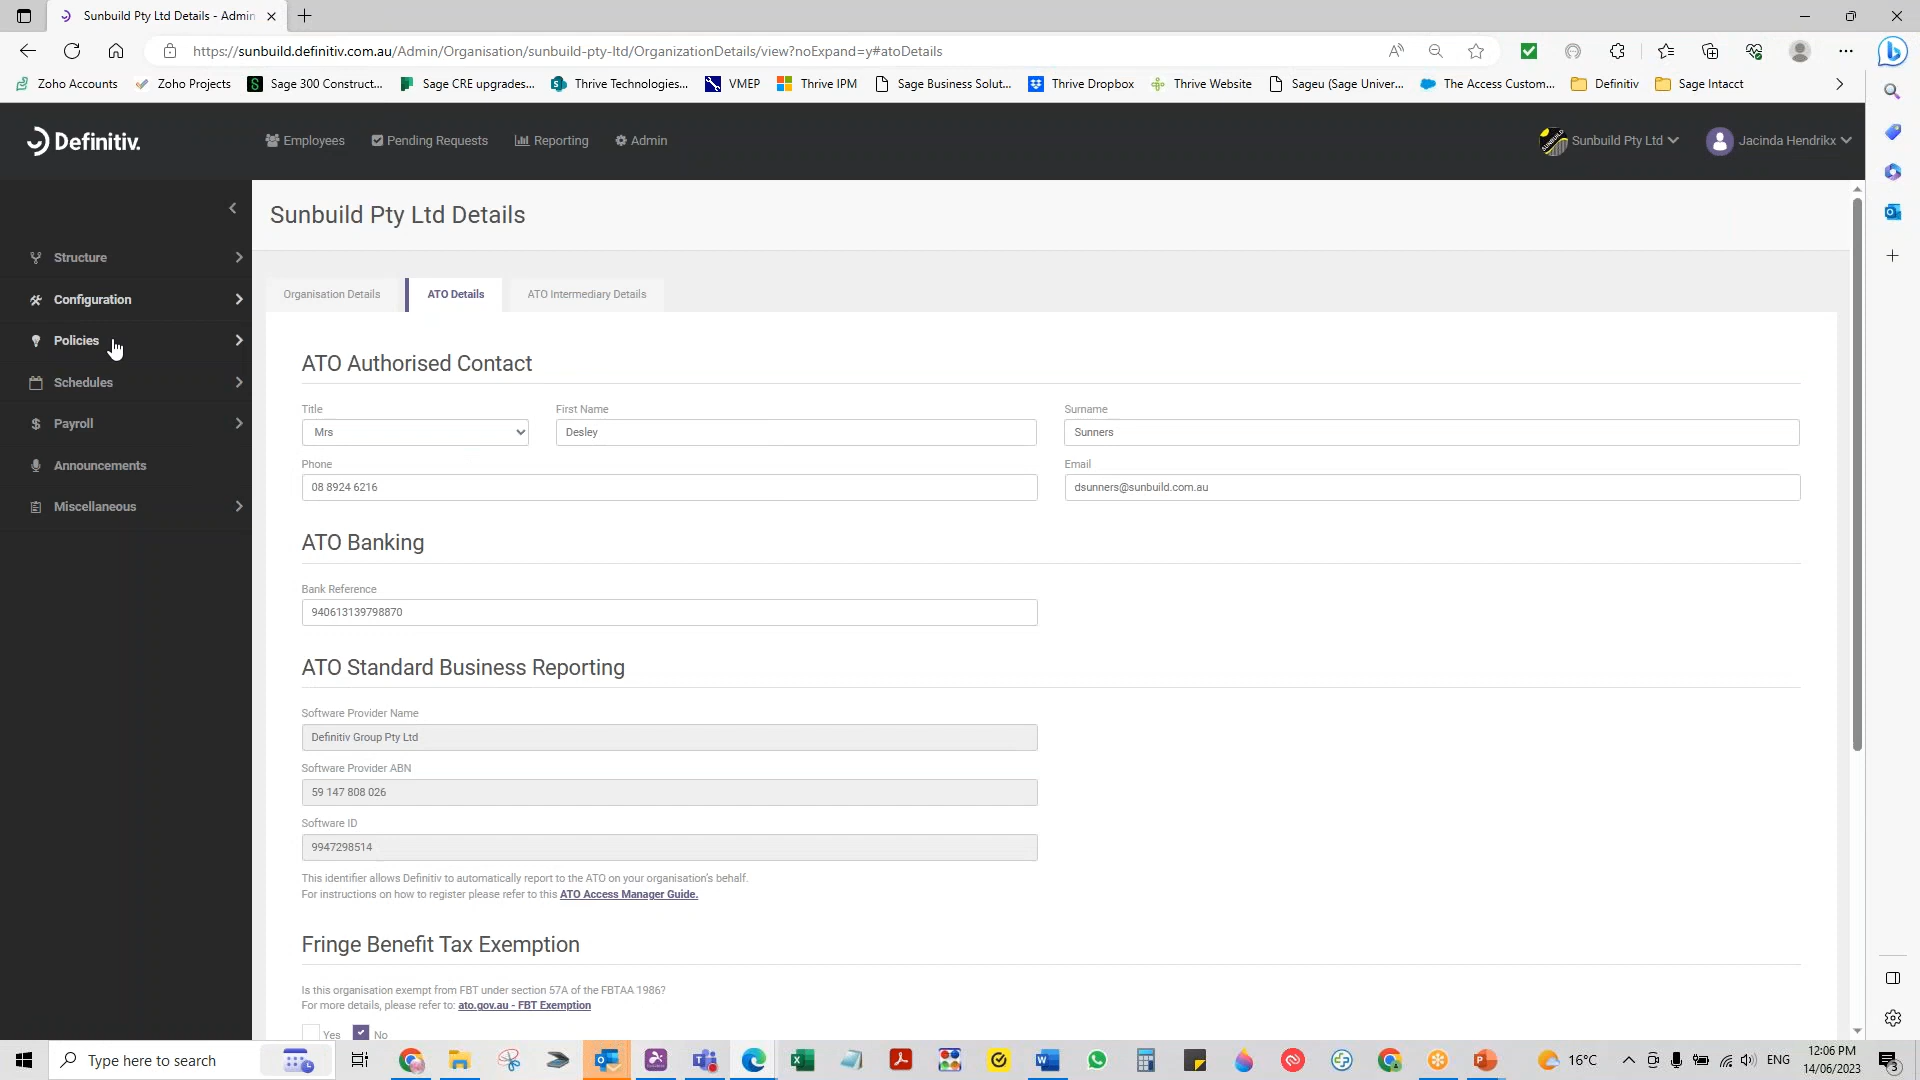 Sunbuild Pty Ltd Details - Admin
https://sunbuild.definitiv.com.au/Admin/Organisation/sunbuild-pty-ltd/OrganizationDetails/view?noExpand=y#atoDetails
Zoho Accounts
Zoho Projects
Sage 300 Construct...
Sage CRE upgrades...
Thrive Technologies...
VMEP
Thrive IPM
Sage Business Solut...
Thrive Dropbox
Thrive Website
Sageu (Sage Univer...
The Access Custom...
Definitiv
Sage Intacct
Definitiv.
Employees
Pending Requests
Reporting
Admin
Sunbuild Pty Ltd
Jacinda Hendrikx
Structure
Configuration
Policies
Schedules
Payroll
Announcements
Miscellaneous
Sunbuild Pty Ltd Details
Organisation Details
ATO Details
ATO Intermediary Details
ATO Authorised Contact
Title
First Name
Surname
Mrs
Desley
Sunners
Phone
Email
08 8924 6216
dsunners@sunbuild.com.au
ATO Banking
Bank Reference
940613139798870
ATO Standard Business Reporting
Software Provider Name
Definitiv Group Pty Ltd
Software Provider ABN
59 147 808 026
Software ID
9947298514
This identifier allows Definitiv to automatically report to the ATO on your organisation's behalf.
For instructions on how to register please refer to this ATO Access Manager Guide.
Fringe Benefit Tax Exemption
Is this organisation exempt from FBT under section 57A of the FBTAA 1986?
For more details, please refer to: ato.gov.au - FBT Exemption
Yes
No
Type here to search
16°C
ENG
12:06 PM
14/06/2023
3